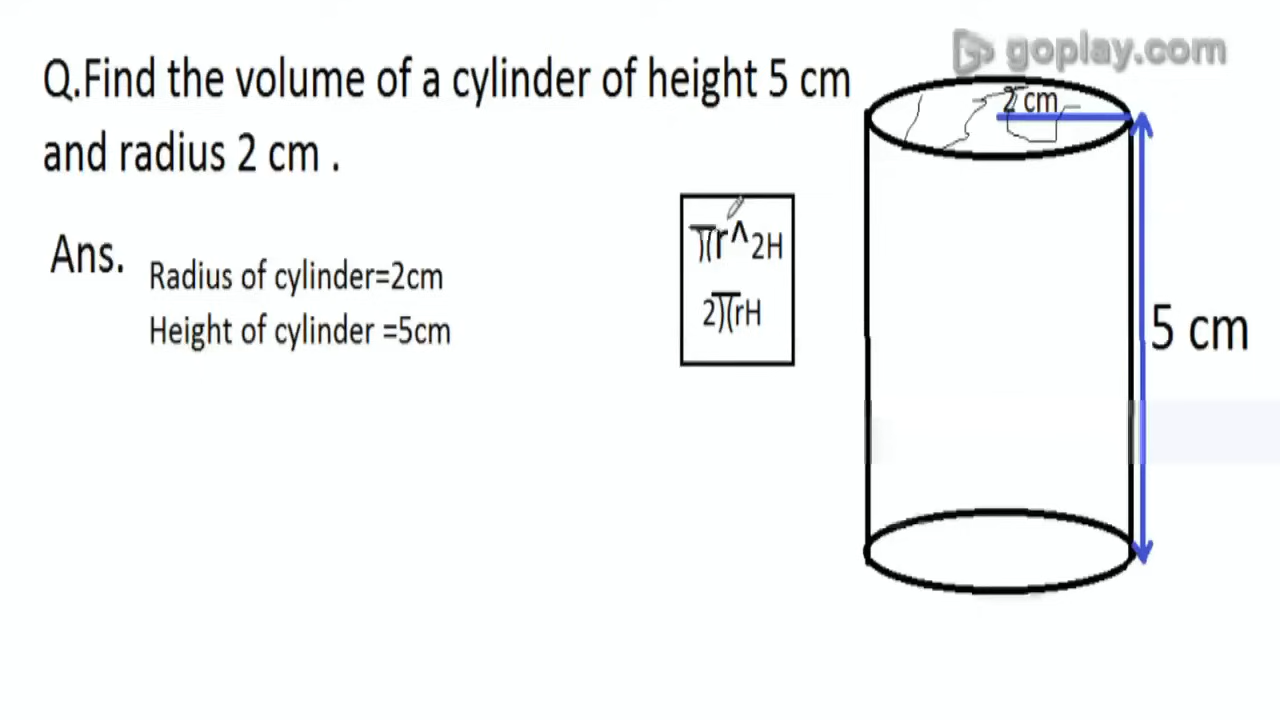 goplay.com
Q.Find the volume of a cylinder of height 5 cm
and radius 2 cm .
2 cm
Ans.
Radius of cylinder=2cm
Height of cylinder =5cm
πr^2H
2πrH
5 cm